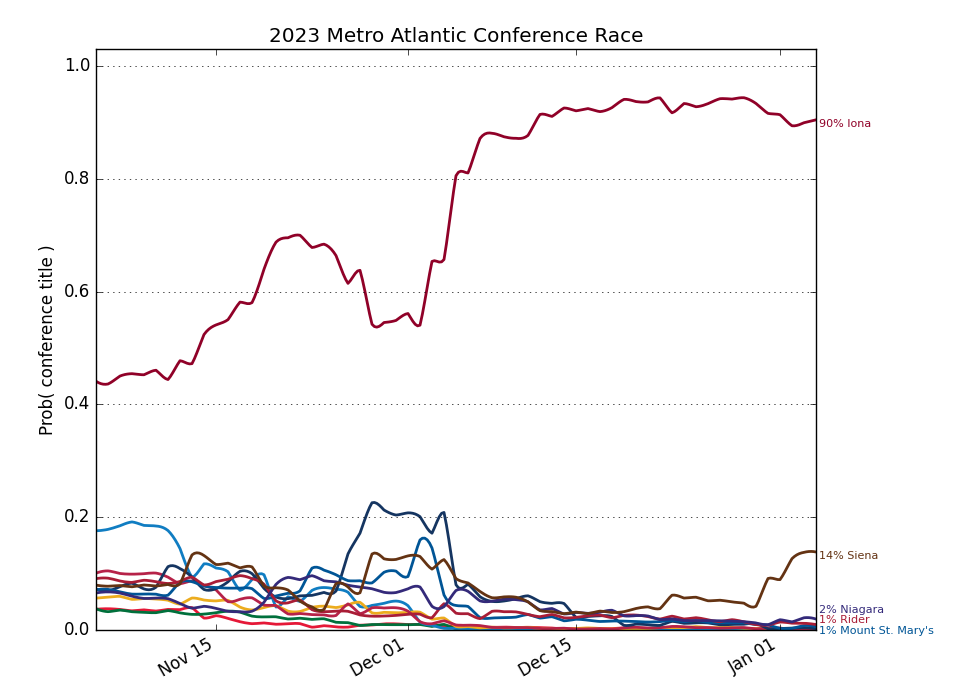 2023 Metro Atlantic Conference Race
Prob( conference title )
1.0
0.8
0.6
0.4
0.2
0.0
90% Iona
14% Siena
2% Niagara
1% Rider
1% Mount St. Mary's
Nov 15
Dec 01
Dec 15
Jan 01